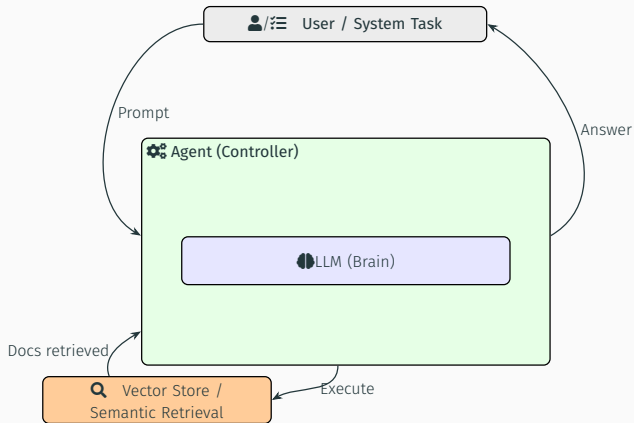 / User / System Task
Prompt
Answer
Agent (Controller)
LLM (Brain)
Docs retrieved
Execute
Vector Store /
Semantic Retrieval